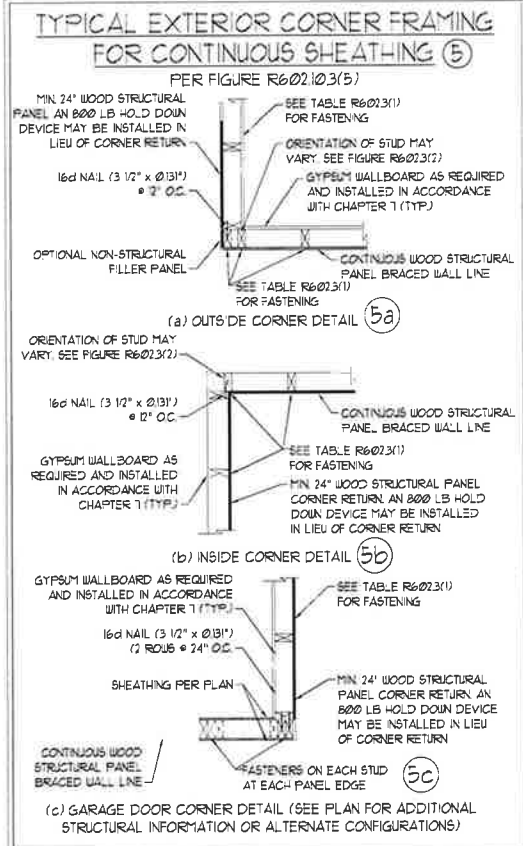 TYPICAL EXTERIOR CORNER FRAMING
FOR CONTINUOUS SHEATHING 5
PER FIGURE R602.10.3(5)
MIN. 24" WOOD STRUCTURAL
PANEL AN 800 LB HOLD DOWN
DEVICE MAY BE INSTALLED IN
LIEU OF CORNER RETURN
SEE TABLE R602.3(1)
FOR FASTENING
ORIENTATION OF STUD MAY
VARY. SEE FIGURE R602.3(2)
16d NAIL (3 1/2" x 0.131")
@ 12" O.C.
GYPSUM WALLBOARD AS REQUIRED
AND INSTALLED IN ACCORDANCE
WITH CHAPTER 7 (TYP.)
OPTIONAL NON-STRUCTURAL
FILLER PANEL
CONTINUOUS WOOD STRUCTURAL
PANEL BRACED WALL LINE
SEE TABLE R602.3(1)
FOR FASTENING
(a) OUTSIDE CORNER DETAIL 5a
ORIENTATION OF STUD MAY
VARY. SEE FIGURE R602.3(2)
16d NAIL (3 1/2" x 0.131")
@ 12" O.C.
CONTINUOUS WOOD STRUCTURAL
PANEL BRACED WALL LINE
GYPSUM WALLBOARD AS
REQUIRED AND INSTALLED
IN ACCORDANCE WITH
CHAPTER 7 (TYP.)
SEE TABLE R602.3(1)
FOR FASTENING
MIN. 24" WOOD STRUCTURAL PANEL
CORNER RETURN. AN 800 LB HOLD
DOWN DEVICE MAY BE INSTALLED
IN LIEU OF CORNER RETURN
(b) INSIDE CORNER DETAIL 5b
GYPSUM WALLBOARD AS REQUIRED
AND INSTALLED IN ACCORDANCE
WITH CHAPTER 7 (TYP.)
SEE TABLE R602.3(1)
FOR FASTENING
16d NAIL (3 1/2" x 0.131")
(2 ROWS @ 24" O.C.
SHEATHING PER PLAN
MIN. 24' WOOD STRUCTURAL
PANEL CORNER RETURN. AN
800 LB HOLD DOWN DEVICE
MAY BE INSTALLED IN LIEU
OF CORNER RETURN
CONTINUOUS WOOD
STRUCTURAL PANEL
BRACED WALL LINE
FASTENERS ON EACH STUD
AT EACH PANEL EDGE
5c
(c) GARAGE DOOR CORNER DETAIL (SEE PLAN FOR ADDITIONAL
STRUCTURAL INFORMATION OR ALTERNATE CONFIGURATIONS)